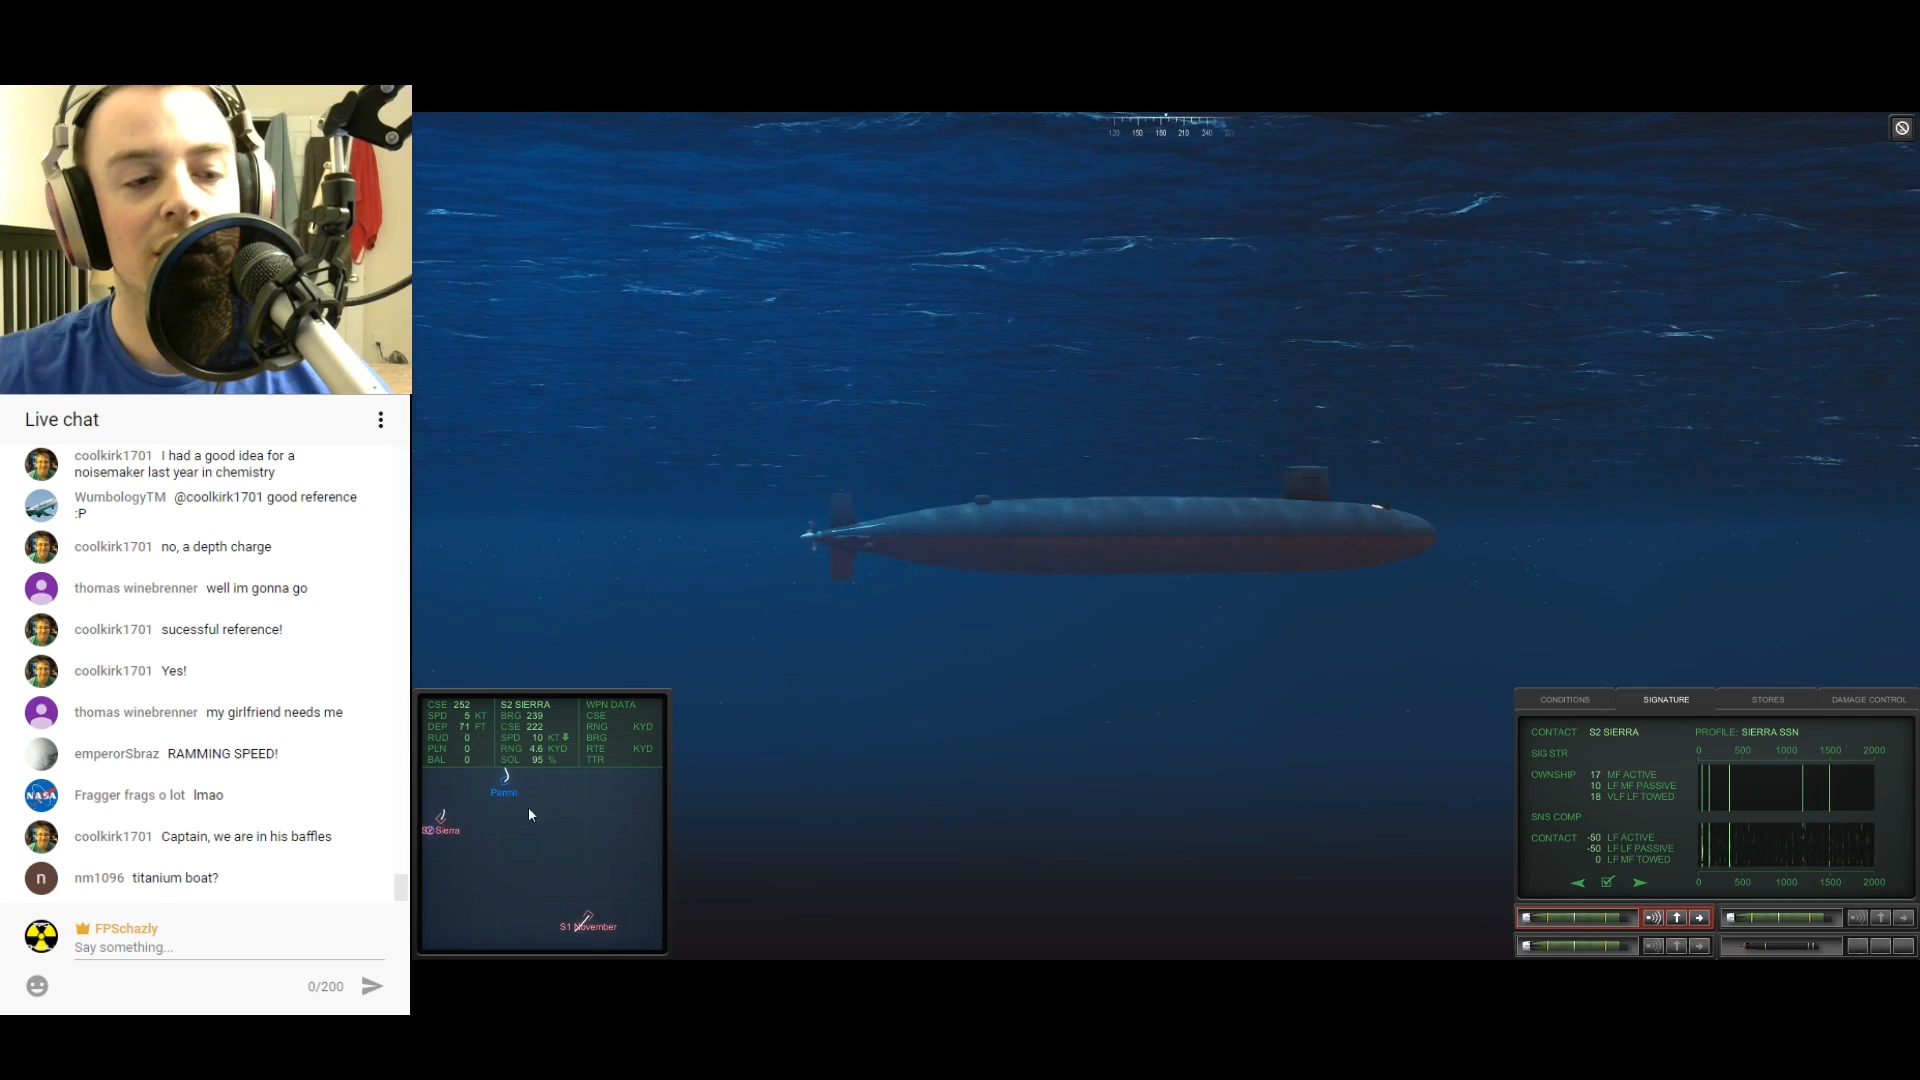 120 150 180 210 240
Live chat
coolkirk1701 I had a good idea for a
noisemaker last year in chemistry
WumbologyTM @coolkirk1701 good reference
:P
coolkirk1701 no, a depth charge
thomas winebrenner well im gonna go
coolkirk1701 sucessful reference!
coolkirk1701 Yes!
thomas winebrenner my girlfriend needs me
emperorSbraz RAMMING SPEED!
NASA
Fragger frags o lot lmao
coolkirk1701 Captain, we are in his baffles
n
nm1096 titanium boat?
FPSchazly
Say something...
0/200
CSE 252
SPD 5 KT
DEP 71 FT
RUD 0
PLN 0
BAL 0
S2 SIERRA
BRG 239
CSE 222
SPD 10 KT
RNG 4.6 KYD
SOL 95 %
WPN DATA
CSE
RNG KYD
BRG
RTE KYD
TTR
Permit
S2 Sierra
S1 November
CONDITIONS SIGNATURE STORES DAMAGE CONTROL
CONTACT S2 SIERRA
SIG STR
OWNSHIP 17 MF ACTIVE
10 LF MF PASSIVE
18 VLF LF TOWED
SNS COMP
CONTACT -50 LF ACTIVE
-50 LF LF PASSIVE
0 LF MF TOWED
PROFILE: SIERRA SSN
0 500 1000 1500 2000
0 500 1000 1500 2000